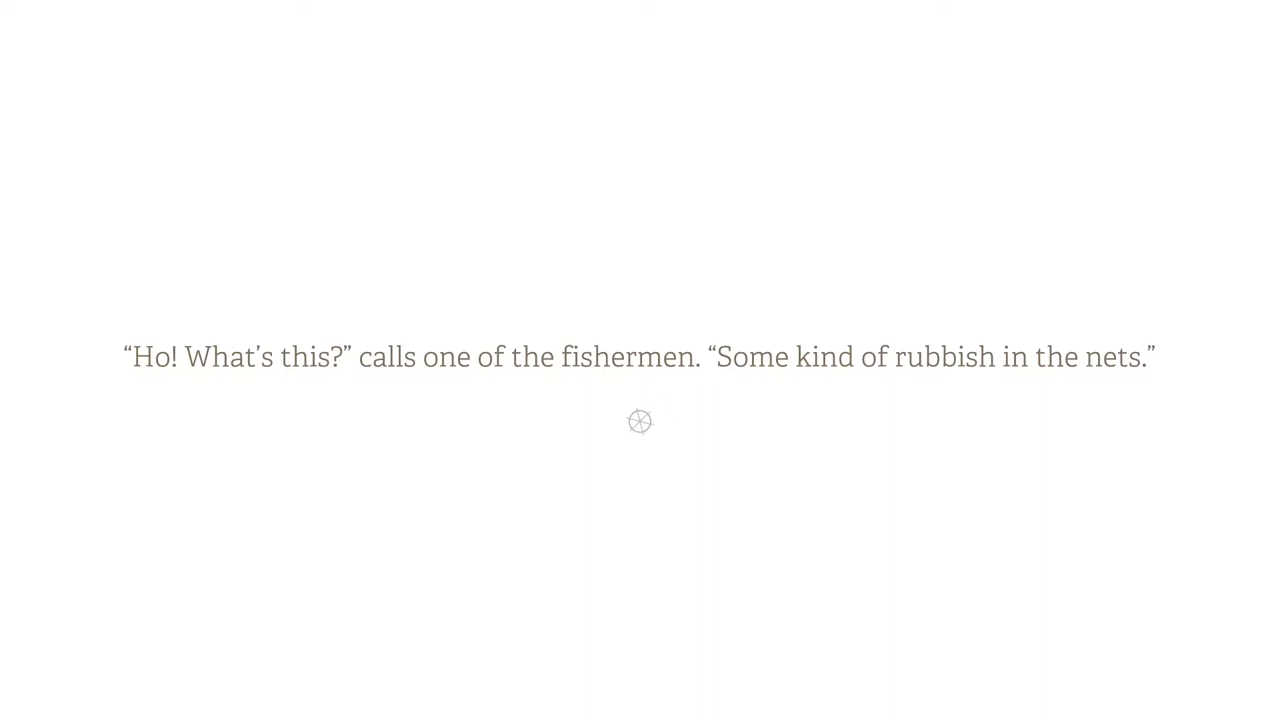 “Ho! What’s this?” calls one of the fishermen. “Some kind of rubbish in the nets.”